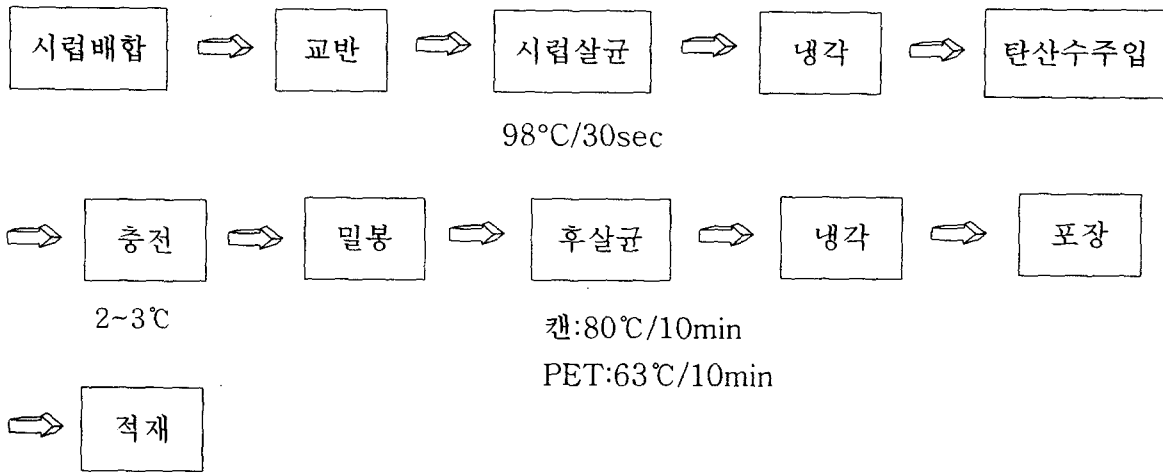 시럽배합 교반 시럽살균 냉각 탄산수주입
98°C/30sec
충전 밀봉 후살균 냉각 포장
2~3℃
캔:80℃/10min
PET:63℃/10min
적재